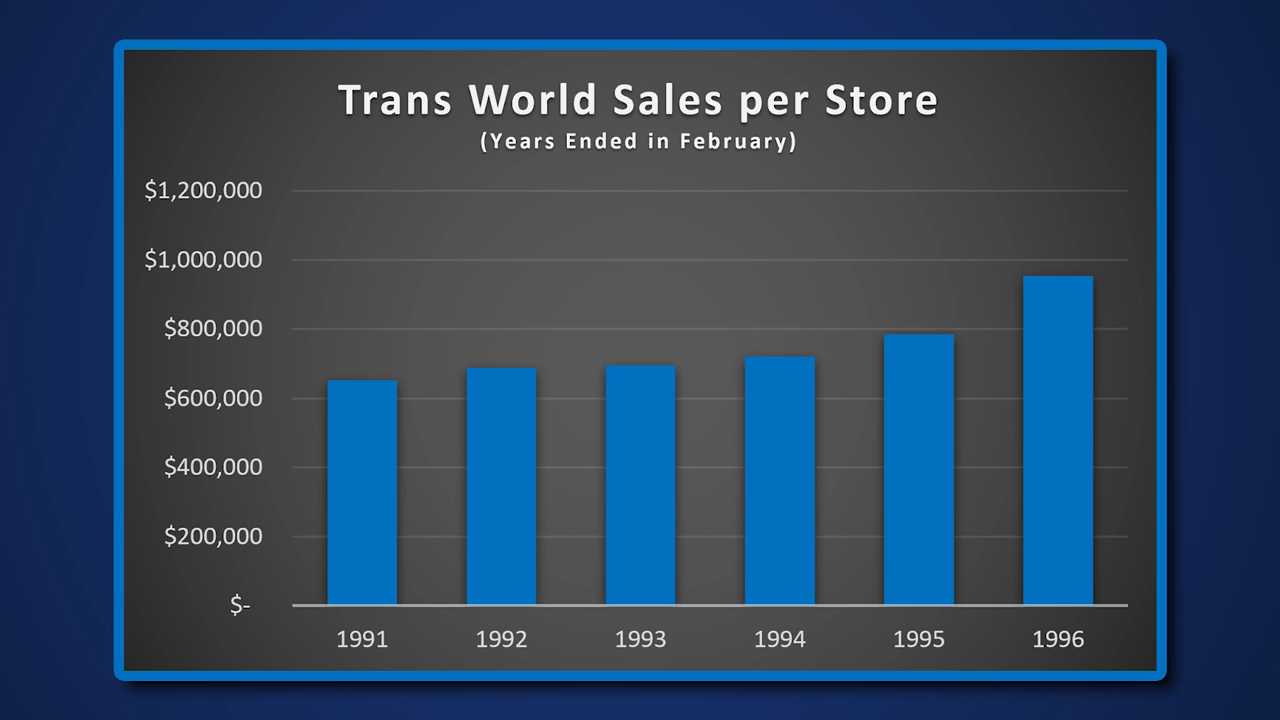 Trans World Sales per Store
(Years Ended in February)
$1,200,000
$1,000,000
$800,000
$600,000
$400,000
$200,000
$-
1991 1992 1993 1994 1995 1996